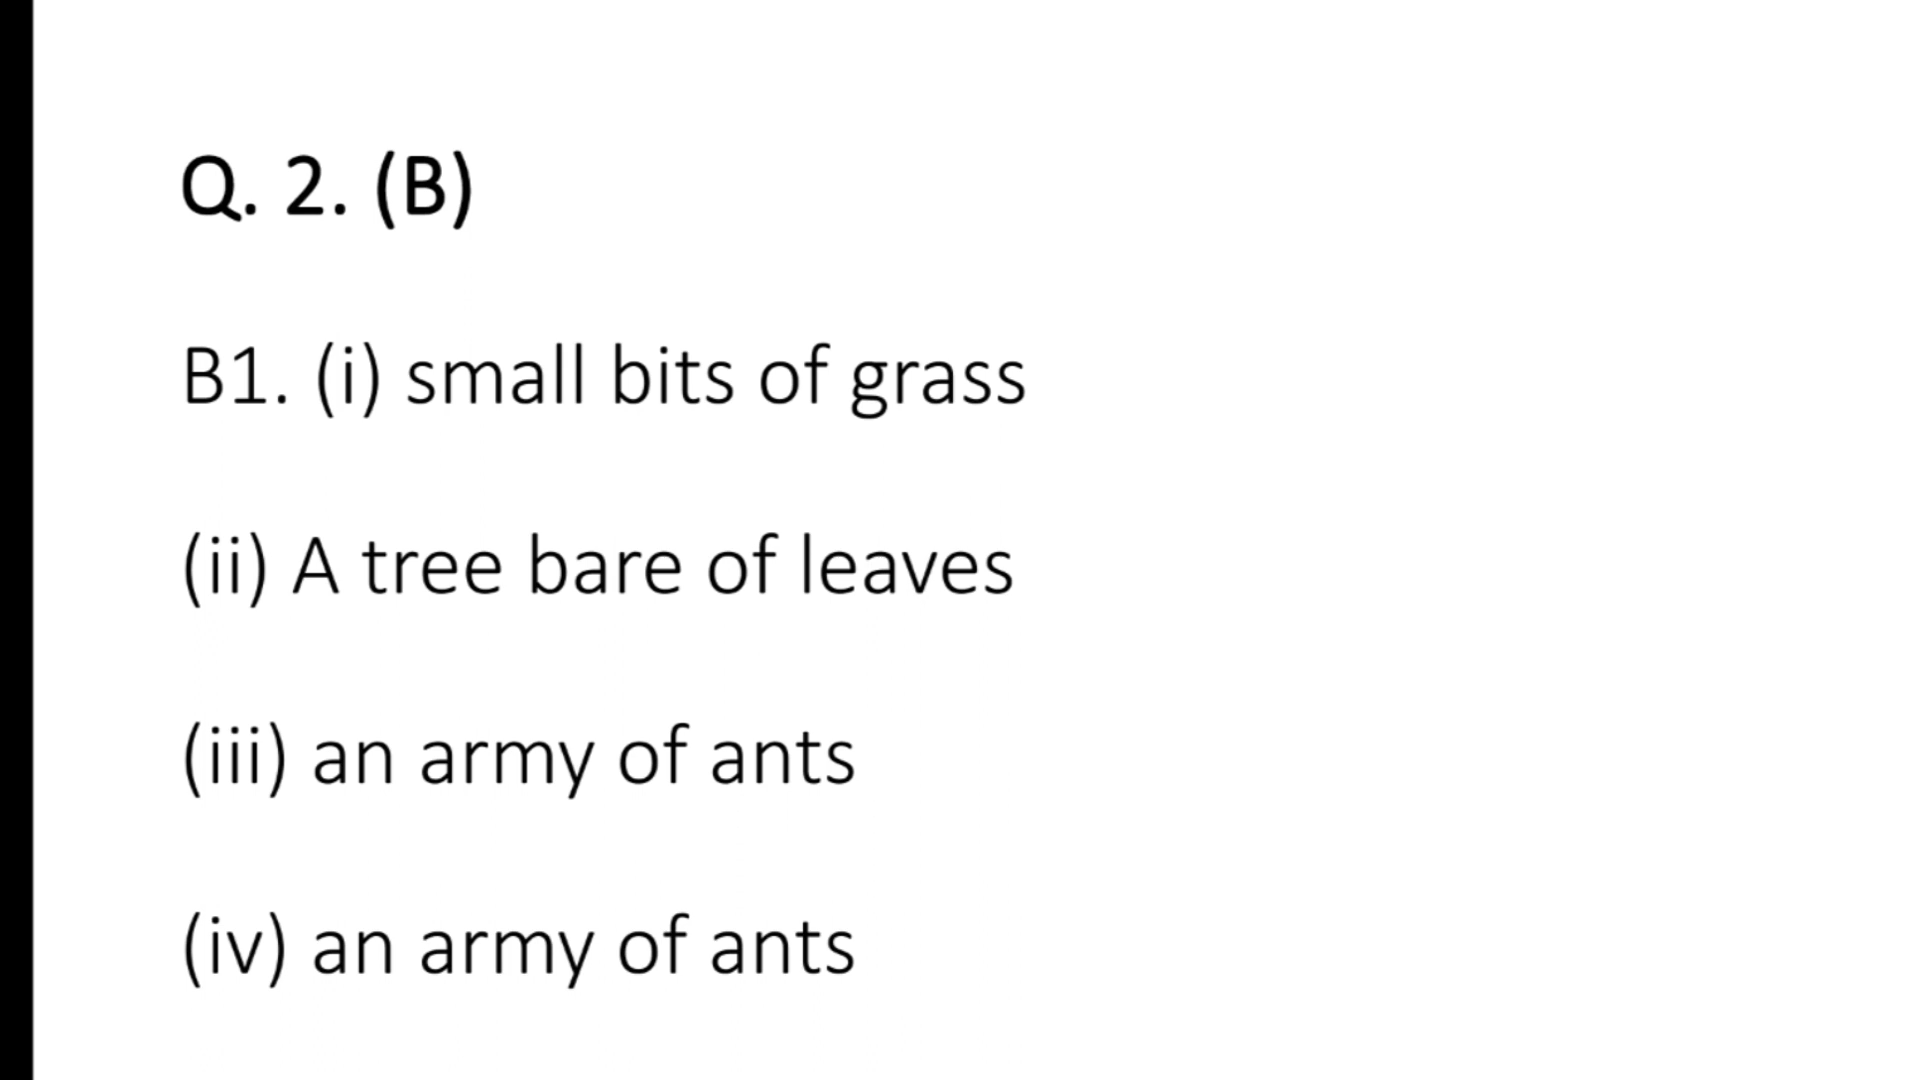 Q. 2. (B)
B1. (i) small bits of grass
(ii) A tree bare of leaves
(iii) an army of ants
(iv) an army of ants